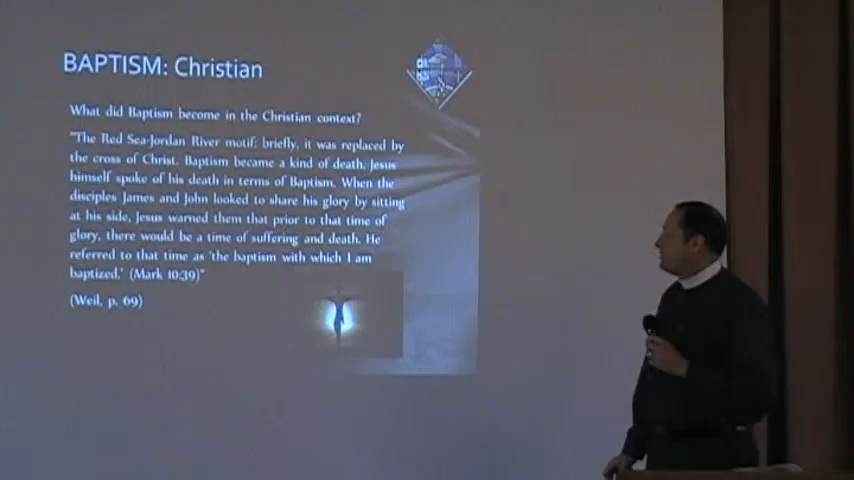 BAPTISM: Christian
What did Baptism become in the Christian context?
"The Red Sea-Jordan River motif: briefly, it was replaced by
the cross of Christ. Baptism became a kind of death. Jesus
himself spoke of his death in terms of Baptism. When the
disciples James and John looked to share his glory by sitting
at his side, Jesus warned them that prior to that time of
glory, there would be a time of suffering and death. He
referred to that time as 'the baptism with which I am
baptized.' (Mark 10:39)"
(Weil, p. 69)